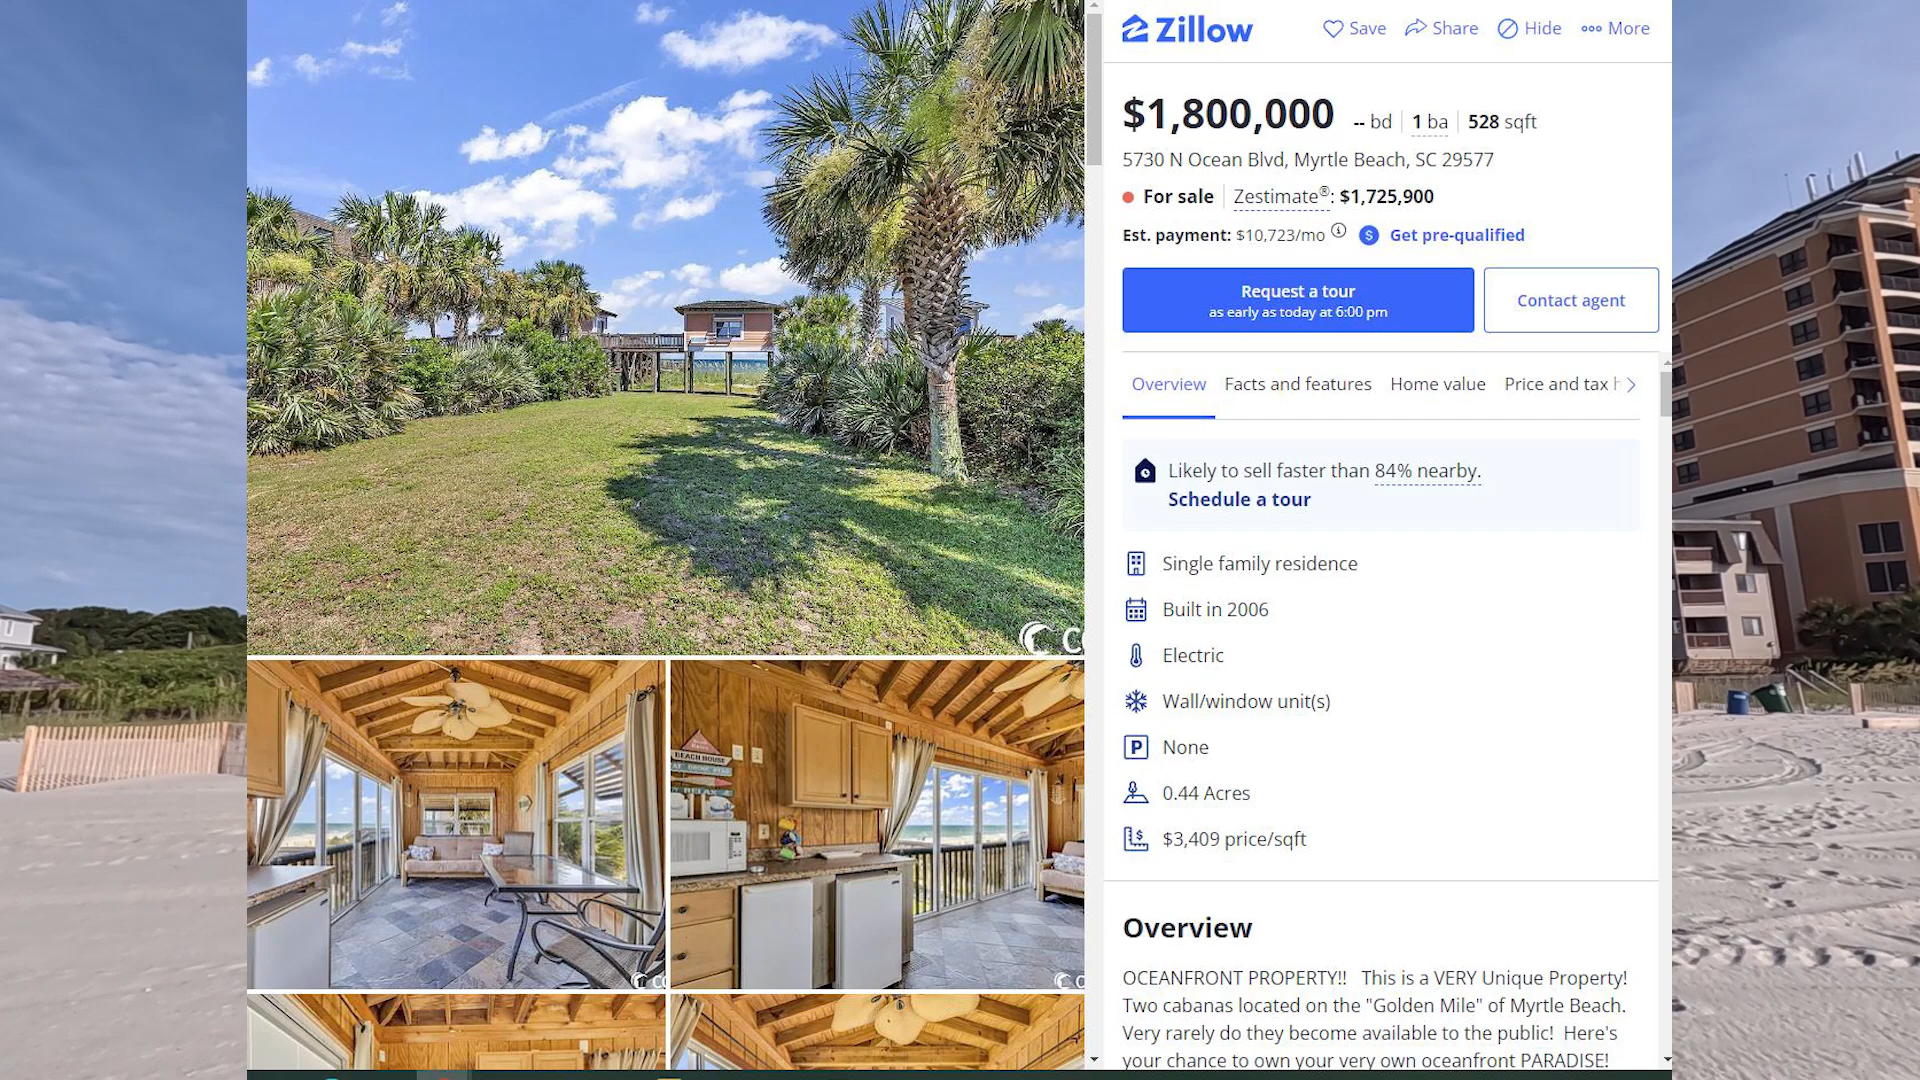 Zillow
Save Share Hide More
$1,800,000 -- bd 1 ba 528 sqft
5730 N Ocean Blvd, Myrtle Beach, SC 29577
For sale Zestimate®: $1,725,900
Est. payment: $10,723/mo Get pre-qualified
Request a tour
as early as today at 6:00 pm
Contact agent
Overview Facts and features Home value Price and tax h
Likely to sell faster than 84% nearby.
Schedule a tour
Single family residence
Built in 2006
Electric
Wall/window unit(s)
P None
0.44 Acres
$3,409 price/sqft
Overview
OCEANFRONT PROPERTY!! This is a VERY Unique Property!
Two cabanas located on the "Golden Mile" of Myrtle Beach.
Very rarely do they become available to the public! Here's
your chance to own your very own oceanfront PARADISE!
BEACH HOUSE
RELAX